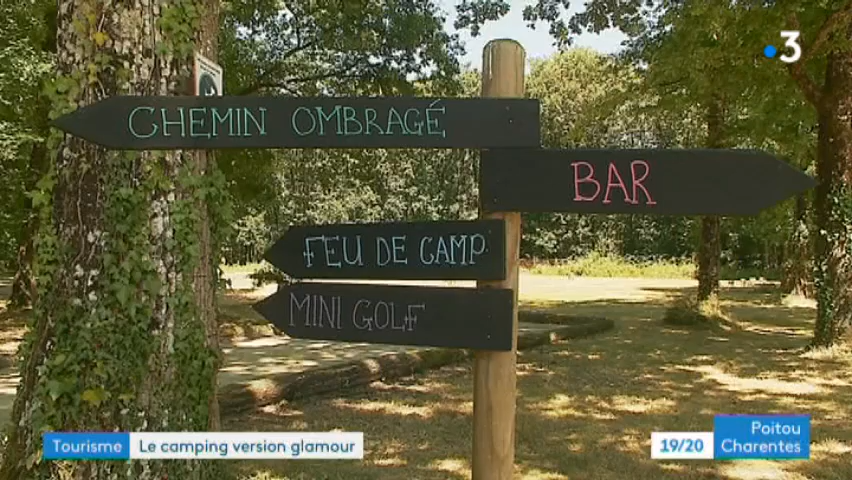 3
CHEMIN OMBRAGÉ
BAR
FEU DE CAMP
MINI GOLF
Tourisme
Le camping version glamour
19/20
Poitou
Charentes